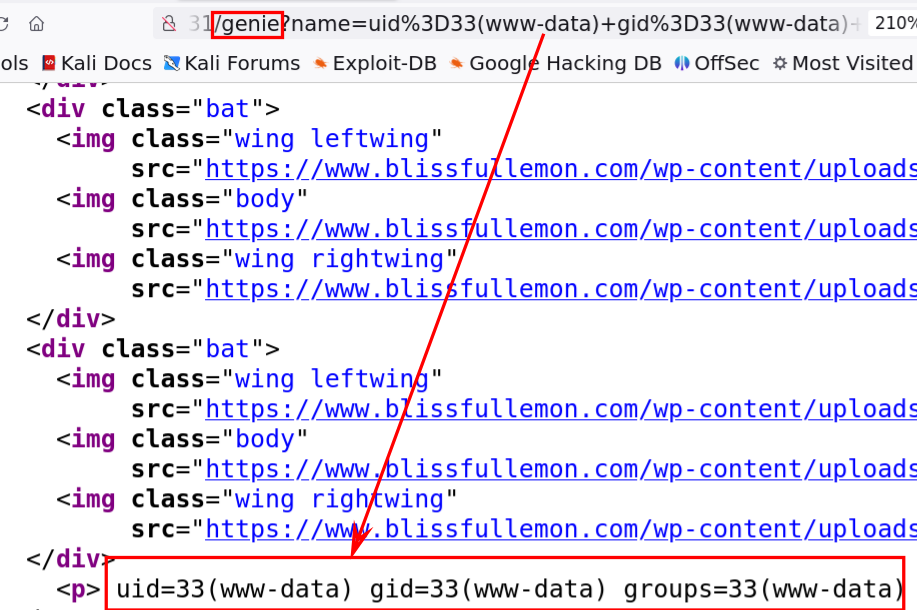 31/genie?name=uid%3D33(www-data)+gid%3D33(www-data)+ 210%
ols Kali Docs Kali Forums Exploit-DB Google Hacking DB OffSec Most Visited
</div>
<div class="bat">
<img class="wing leftwing"
src="https://www.blissfullemon.com/wp-content/uploads
<img class="body"
src="https://www.blissfullemon.com/wp-content/uploads
<img class="wing rightwing"
src="https://www.blissfullemon.com/wp-content/uploads
</div>
<div class="bat">
<img class="wing leftwing"
src="https://www.blissfullemon.com/wp-content/uploads
<img class="body"
src="https://www.blissfullemon.com/wp-content/uploads
<img class="wing rightwing"
src="https://www.blissfullemon.com/wp-content/uploads
</div>
<p> uid=33(www-data) gid=33(www-data) groups=33(www-data)